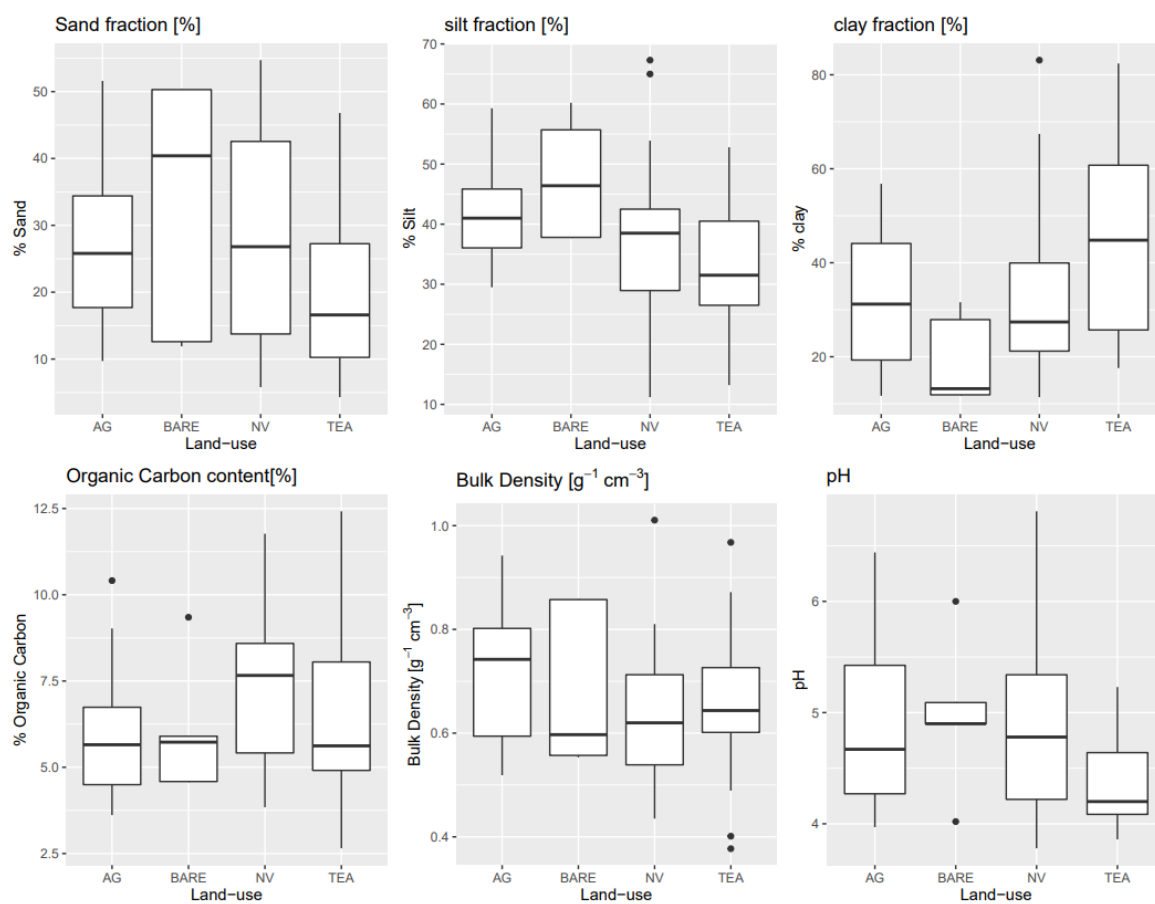 Sand fraction [%]
silt fraction [%]
clay fraction [%]
% Sand
50
40
30
20
10
AG BARE NV TEA
Land−use
% Silt
70
60
50
40
30
20
10
AG BARE NV TEA
Land−use
% clay
80
60
40
20
AG BARE NV TEA
Land−use
Organic Carbon content[%]
Bulk Density [g⁻¹ cm⁻³]
pH
% Organic Carbon
12.5
10.0
7.5
5.0
2.5
AG BARE NV TEA
Land−use
Bulk Density [g⁻¹ cm⁻³]
1.0
0.8
0.6
0.4
AG BARE NV TEA
Land−use
pH
6
5
4
AG BARE NV TEA
Land−use